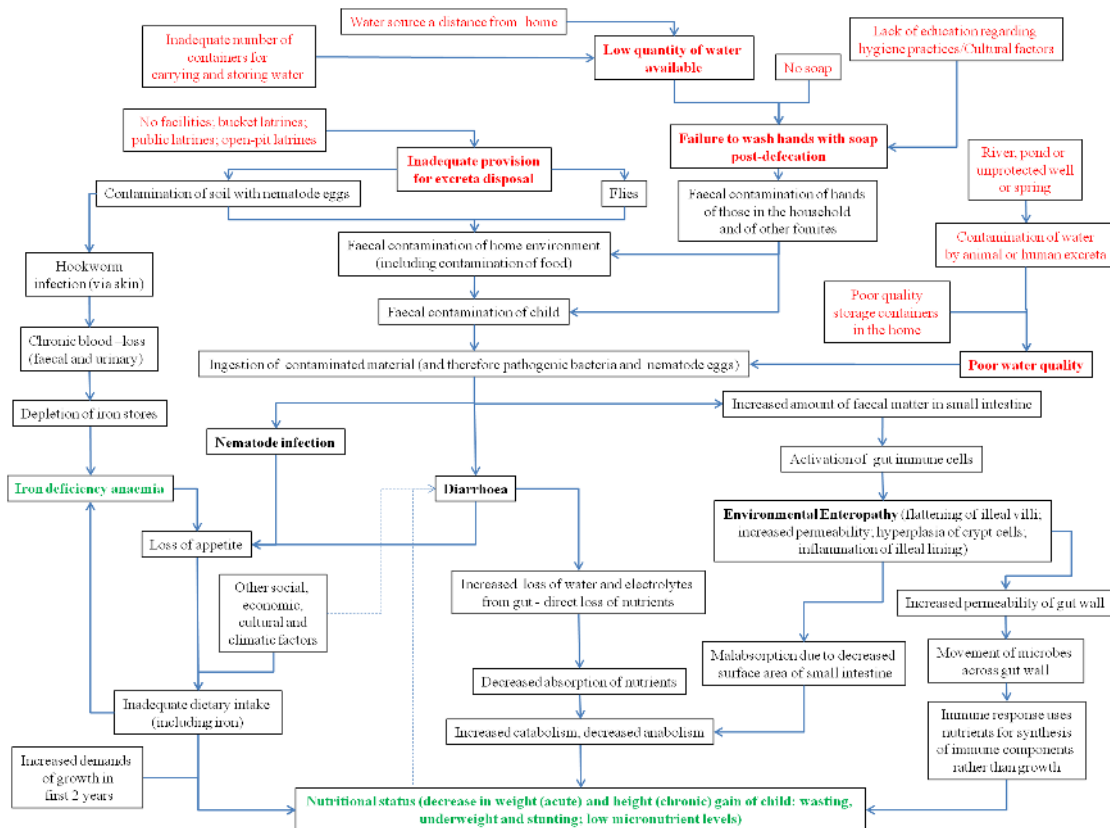 Water source a distance from home
Inadequate number of
containers for
carrying and storing water
Low quantity of water
available
Lack of education regarding
hygiene practices/Cultural factors
No soap
No facilities; bucket latrines;
public latrines; open-pit latrines
Failure to wash hands with soap
post-defecation
Inadequate provision
for excreta disposal
River, pond or
unprotected well
or spring
Contamination of soil with nematode eggs
Flies
Faecal contamination of hands
of those in the household
and of other fomites
Faecal contamination of home environment
(including contamination of food)
Contamination of water
by animal or human excreta
Hookworm
infection (via skin)
Faecal contamination of child
Poor quality
storage containers
in the home
Chronic blood –loss
(faecal and urinary)
Ingestion of contaminated material (and therefore pathogenic bacteria and nematode eggs)
Poor water quality
Depletion of iron stores
Increased amount of faecal matter in small intestine
Nematode infection
Activation of gut immune cells
Iron deficiency anaemia
Diarrhoea
Environmental Enteropathy (flattening of illeal villi;
increased permeability; hyperplasia of crypt cells;
inflammation of illeal lining)
Loss of appetite
Other social,
economic,
cultural and
climatic factors
Increased loss of water and electrolytes
from gut - direct loss of nutrients
Increased permeability of gut wall
Malabsorption due to decreased
surface area of small intestine
Movement of microbes
across gut wall
Decreased absorption of nutrients
Inadequate dietary intake
(including iron)
Increased catabolism, decreased anabolism
Immune response uses
nutrients for synthesis
of immune components
rather than growth
Increased demands
of growth in
first 2 years
Nutritional status (decrease in weight (acute) and height (chronic) gain of child: wasting,
underweight and stunting; low micronutrient levels)